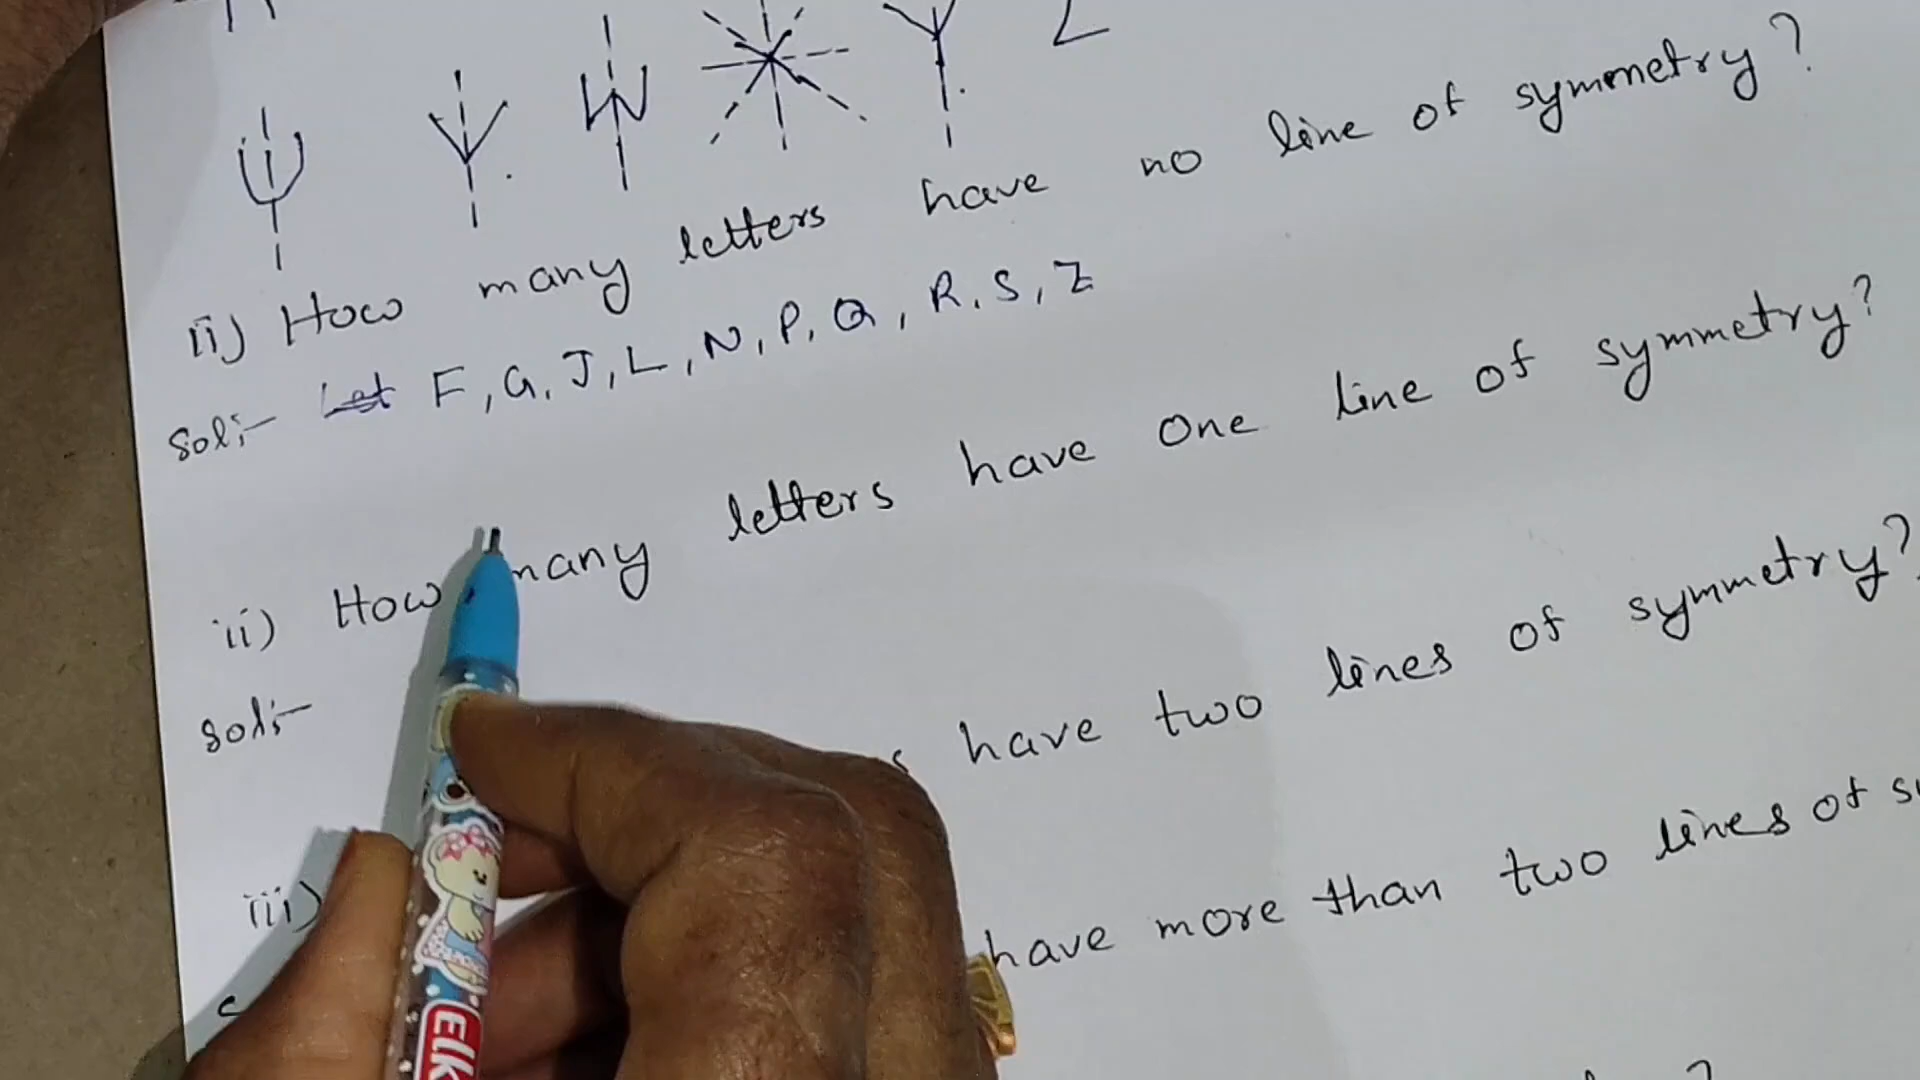 U V W X Y Z
ii) How many letters have no line of symmetry?
Sol:- Let F, G, J, L, N, P, Q, R, S, Z
ii) How many letters have one line of symmetry?
Sol:-
iii) s have two lines of symmetry?
have more than two lines of
ELK